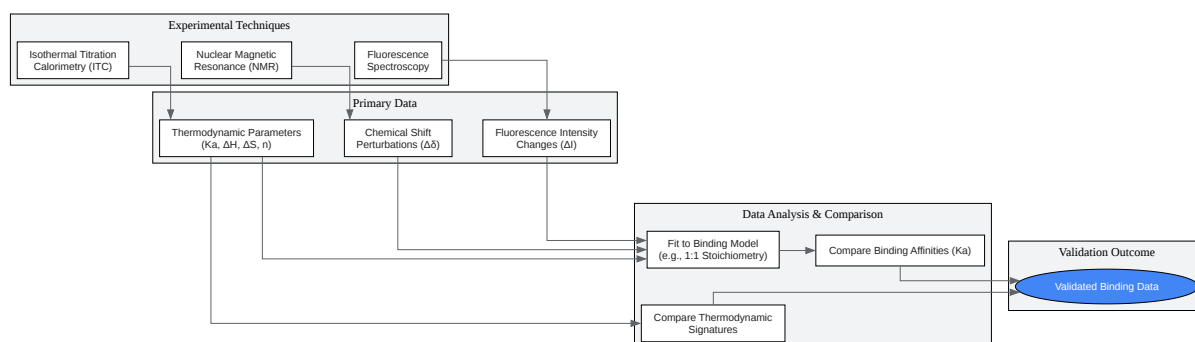 Experimental Techniques
Isothermal Titration
Calorimetry (ITC)
Nuclear Magnetic
Resonance (NMR)
Fluorescence
Spectroscopy
Primary Data
Thermodynamic Parameters
(Ka, ΔH, ΔS, n)
Chemical Shift
Perturbations (Δδ)
Fluorescence Intensity
Changes (ΔI)
Data Analysis & Comparison
Fit to Binding Model
(e.g., 1:1 Stoichiometry)
Compare Binding Affinities (Ka)
Compare Thermodynamic
Signatures
Validation Outcome
Validated Binding Data